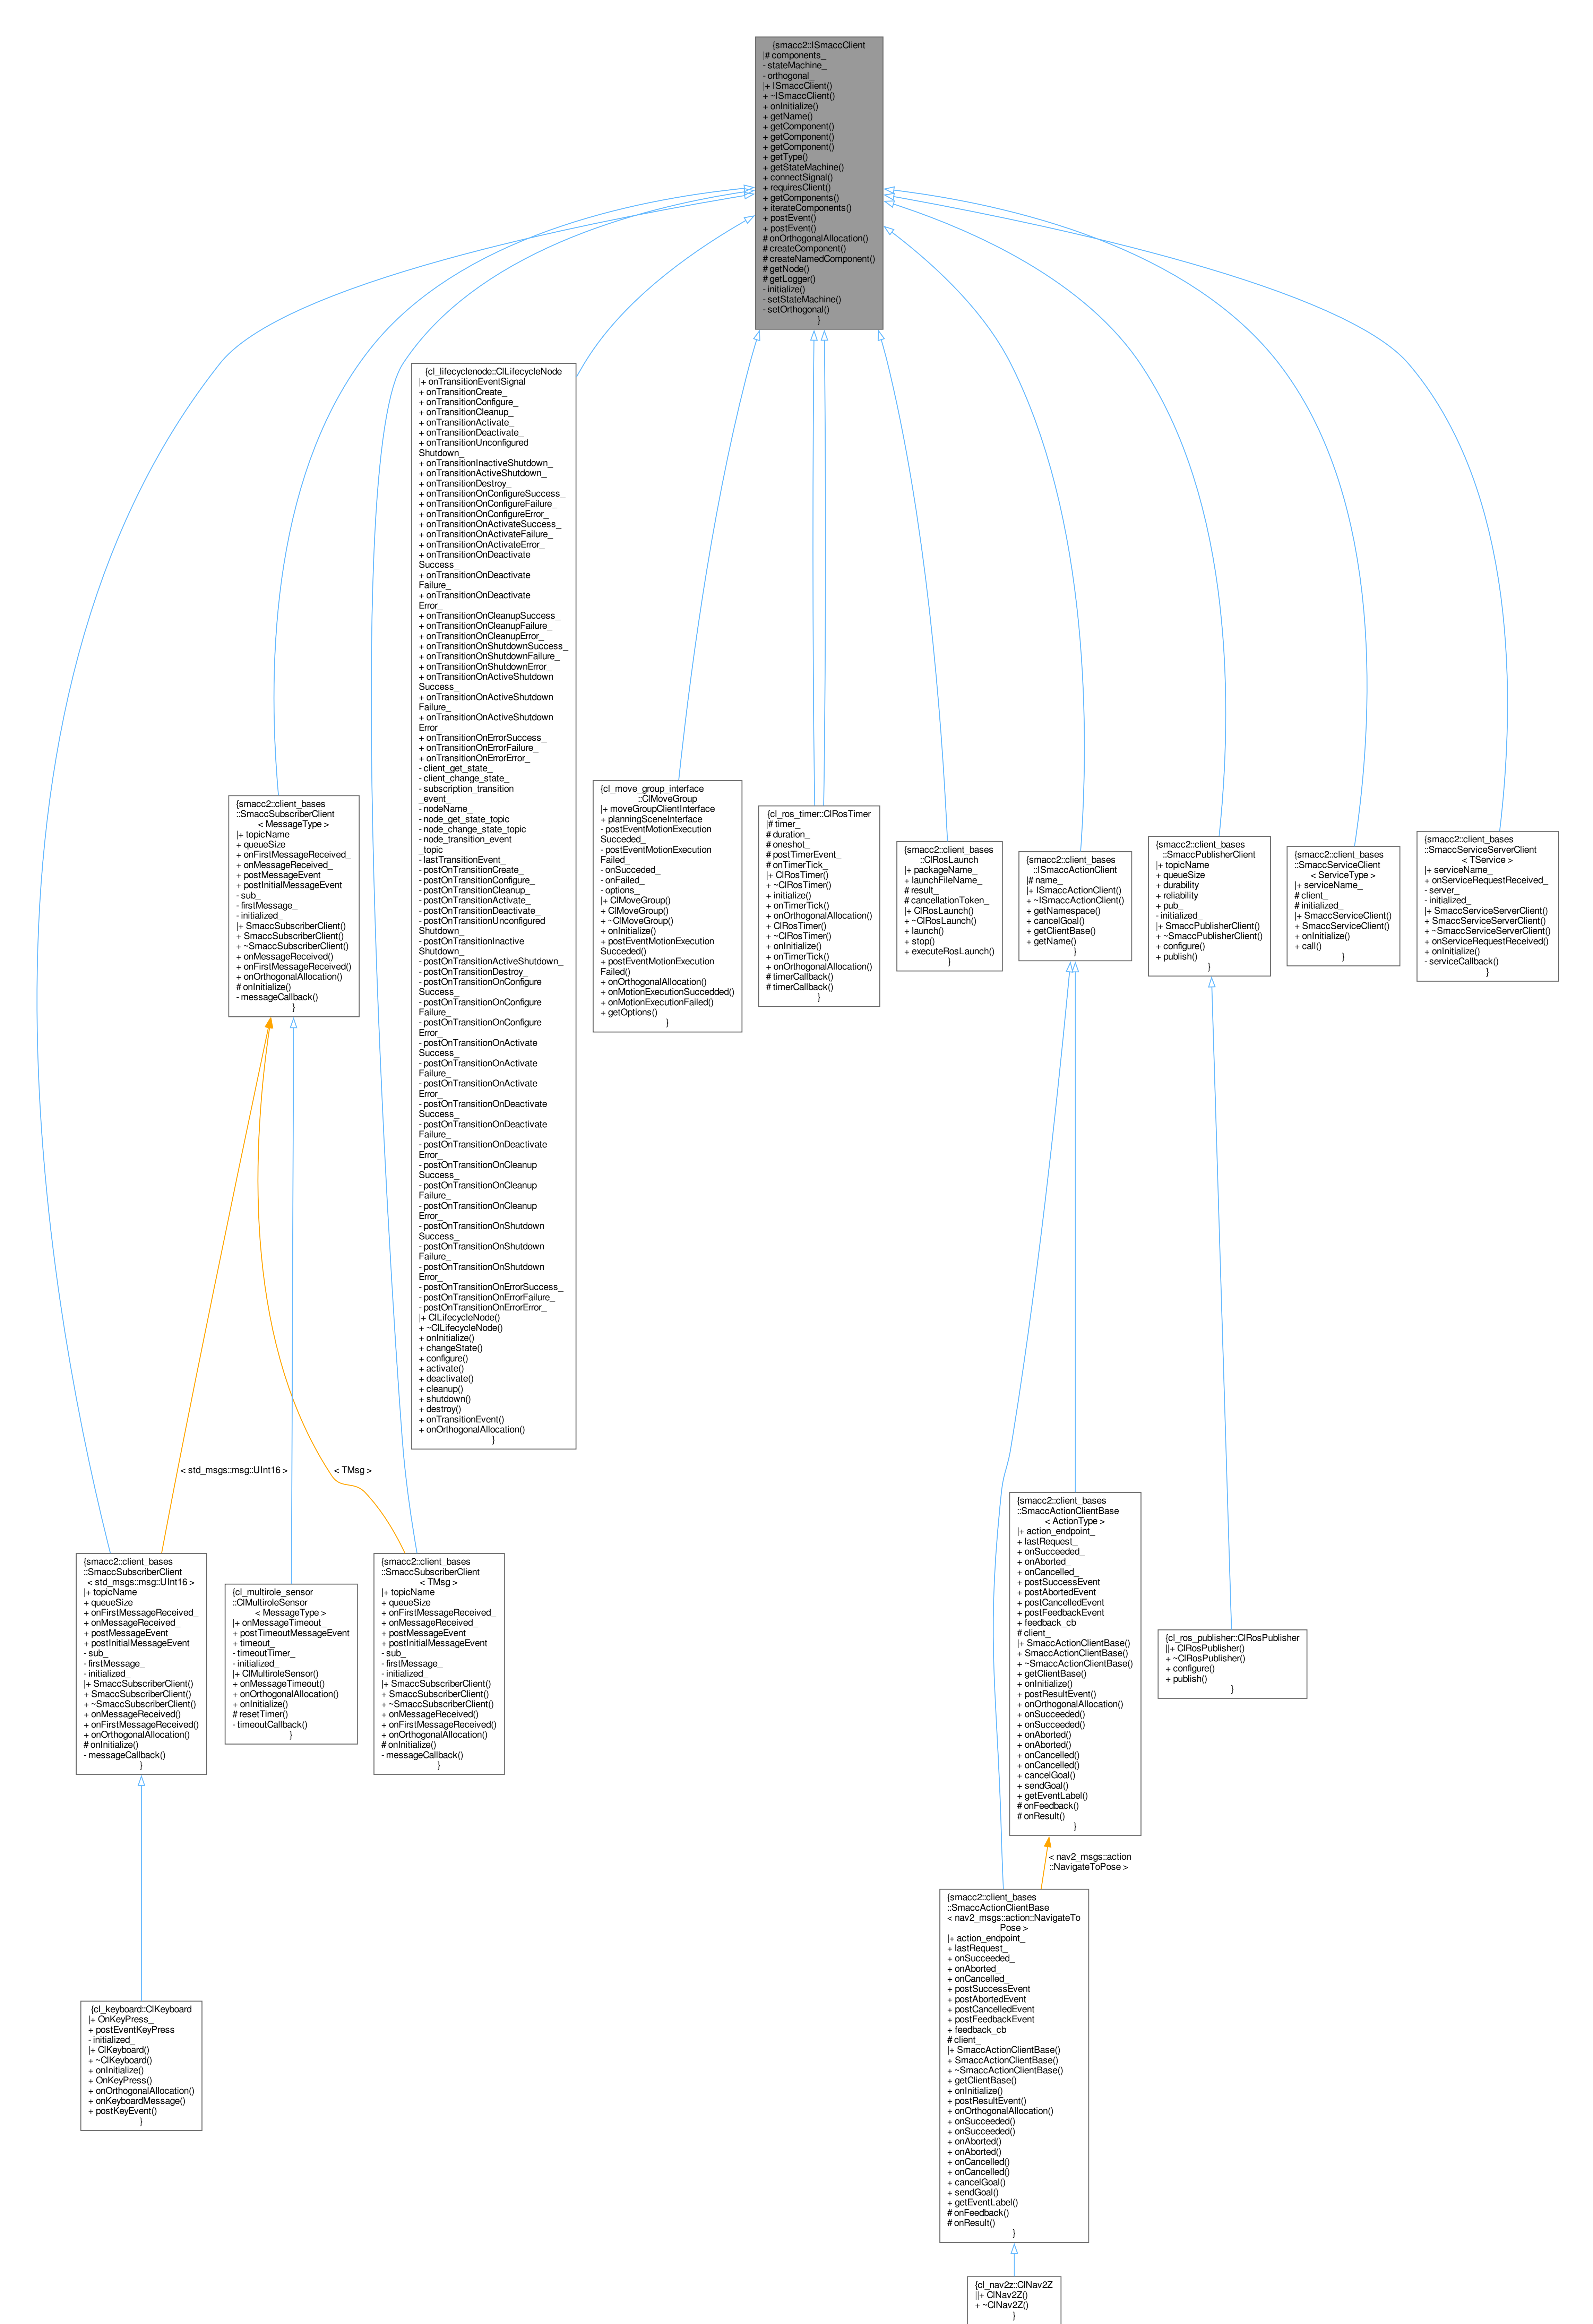 {smacc2::ISmaccClient
|# components_
- stateMachine_
- orthogonal_
|+ ISmaccClient()
+ ~ISmaccClient()
+ onInitialize()
+ getName()
+ getComponent()
+ getComponent()
+ getComponent()
+ getType()
+ getStateMachine()
+ connectSignal()
+ requiresClient()
+ getComponents()
+ iterateComponents()
+ postEvent()
+ postEvent()
# onOrthogonalAllocation()
# createComponent()
# createNamedComponent()
# getNode()
# getLogger()
- initialize()
- setStateMachine()
- setOrthogonal()
}
{cl_lifecyclenode::ClLifecycleNode
|+ onTransitionEventSignal
+ onTransitionCreate_
+ onTransitionConfigure_
+ onTransitionCleanup_
+ onTransitionActivate_
+ onTransitionDeactivate_
+ onTransitionUnconfigured
Shutdown_
+ onTransitionInactiveShutdown_
+ onTransitionActiveShutdown_
+ onTransitionDestroy_
+ onTransitionOnConfigureSuccess_
+ onTransitionOnConfigureFailure_
+ onTransitionOnConfigureError_
+ onTransitionOnActivateSuccess_
+ onTransitionOnActivateFailure_
+ onTransitionOnActivateError_
+ onTransitionOnDeactivate
Success_
+ onTransitionOnDeactivate
Failure_
+ onTransitionOnDeactivate
Error_
+ onTransitionOnCleanupSuccess_
+ onTransitionOnCleanupFailure_
+ onTransitionOnCleanupError_
+ onTransitionOnShutdownSuccess_
+ onTransitionOnShutdownFailure_
+ onTransitionOnShutdownError_
+ onTransitionOnActiveShutdown
Success_
+ onTransitionOnActiveShutdown
Failure_
+ onTransitionOnActiveShutdown
Error_
+ onTransitionOnErrorSuccess_
+ onTransitionOnErrorFailure_
+ onTransitionOnErrorError_
- client_get_state_
- client_change_state_
- subscription_transition
_event_
- nodeName_
- node_get_state_topic
- node_change_state_topic
- node_transition_event
_topic
- lastTransitionEvent_
- postOnTransitionCreate_
- postOnTransitionConfigure_
- postOnTransitionCleanup_
- postOnTransitionActivate_
- postOnTransitionDeactivate_
- postOnTransitionUnconfigured
Shutdown_
- postOnTransitionInactive
Shutdown_
- postOnTransitionActiveShutdown_
- postOnTransitionDestroy_
- postOnTransitionOnConfigure
Success_
- postOnTransitionOnConfigure
Failure_
- postOnTransitionOnConfigure
Error_
- postOnTransitionOnActivate
Success_
- postOnTransitionOnActivate
Failure_
- postOnTransitionOnActivate
Error_
- postOnTransitionOnDeactivate
Success_
- postOnTransitionOnDeactivate
Failure_
- postOnTransitionOnDeactivate
Error_
- postOnTransitionOnCleanup
Success_
- postOnTransitionOnCleanup
Failure_
- postOnTransitionOnCleanup
Error_
- postOnTransitionOnShutdown
Success_
- postOnTransitionOnShutdown
Failure_
- postOnTransitionOnShutdown
Error_
- postOnTransitionOnErrorSuccess_
- postOnTransitionOnErrorFailure_
- postOnTransitionOnErrorError_
|+ ClLifecycleNode()
+ ~ClLifecycleNode()
+ onInitialize()
+ changeState()
+ configure()
+ activate()
+ deactivate()
+ cleanup()
+ shutdown()
+ destroy()
+ onTransitionEvent()
+ onOrthogonalAllocation()
}
{smacc2::client_bases
::SmaccSubscriberClient
< MessageType >
|+ topicName
+ queueSize
+ onFirstMessageReceived_
+ onMessageReceived_
+ postMessageEvent
+ postInitialMessageEvent
- sub_
- firstMessage_
- initialized_
|+ SmaccSubscriberClient()
+ SmaccSubscriberClient()
+ ~SmaccSubscriberClient()
+ onMessageReceived()
+ onFirstMessageReceived()
+ onOrthogonalAllocation()
# onInitialize()
- messageCallback()
}
{cl_move_group_interface
::ClMoveGroup
|+ moveGroupClientInterface
+ planningSceneInterface
- postEventMotionExecution
Succeded_
- postEventMotionExecution
Failed_
- onSucceded_
- onFailed_
- options_
|+ ClMoveGroup()
+ ClMoveGroup()
+ ~ClMoveGroup()
+ onInitialize()
+ postEventMotionExecution
Succeded()
+ postEventMotionExecution
Failed()
+ onOrthogonalAllocation()
+ onMotionExecutionSuccedded()
+ onMotionExecutionFailed()
+ getOptions()
}
{cl_ros_timer::ClRosTimer
|# timer_
# duration_
# oneshot_
# postTimerEvent_
# onTimerTick_
|+ ClRosTimer()
+ ~ClRosTimer()
+ initialize()
+ onTimerTick()
+ onOrthogonalAllocation()
+ ClRosTimer()
+ ~ClRosTimer()
+ onInitialize()
+ onTimerTick()
+ onOrthogonalAllocation()
# timerCallback()
# timerCallback()
}
{smacc2::client_bases
::ClRosLaunch
|+ packageName_
+ launchFileName_
# result_
# cancellationToken_
|+ ClRosLaunch()
+ ~ClRosLaunch()
+ launch()
+ stop()
+ executeRosLaunch()
}
{smacc2::client_bases
::ISmaccActionClient
|# name_
|+ ISmaccActionClient()
+ ~ISmaccActionClient()
+ getNamespace()
+ cancelGoal()
+ getClientBase()
+ getName()
}
{smacc2::client_bases
::SmaccPublisherClient
|+ topicName
+ queueSize
+ durability
+ reliability
+ pub_
- initialized_
|+ SmaccPublisherClient()
+ ~SmaccPublisherClient()
+ configure()
+ publish()
}
{smacc2::client_bases
::SmaccServiceClient
< ServiceType >
|+ serviceName_
# client_
# initialized_
|+ SmaccServiceClient()
+ SmaccServiceClient()
+ onInitialize()
+ call()
}
{smacc2::client_bases
::SmaccServiceServerClient
< TService >
|+ serviceName_
+ onServiceRequestReceived_
- server_
- initialized_
|+ SmaccServiceServerClient()
+ SmaccServiceServerClient()
+ ~SmaccServiceServerClient()
+ onServiceRequestReceived()
+ onInitialize()
- serviceCallback()
}
< std_msgs::msg::UInt16 >
< TMsg >
{smacc2::client_bases
::SmaccSubscriberClient
< std_msgs::msg::UInt16 >
|+ topicName
+ queueSize
+ onFirstMessageReceived_
+ onMessageReceived_
+ postMessageEvent
+ postInitialMessageEvent
- sub_
- firstMessage_
- initialized_
|+ SmaccSubscriberClient()
+ SmaccSubscriberClient()
+ ~SmaccSubscriberClient()
+ onMessageReceived()
+ onFirstMessageReceived()
+ onOrthogonalAllocation()
# onInitialize()
- messageCallback()
}
{cl_multirole_sensor
::ClMultiroleSensor
< MessageType >
|+ onMessageTimeout_
+ postTimeoutMessageEvent
+ timeout_
- timeoutTimer_
- initialized_
|+ ClMultiroleSensor()
+ onMessageTimeout()
+ onOrthogonalAllocation()
+ onInitialize()
# resetTimer()
- timeoutCallback()
}
{smacc2::client_bases
::SmaccSubscriberClient
< TMsg >
|+ topicName
+ queueSize
+ onFirstMessageReceived_
+ onMessageReceived_
+ postMessageEvent
+ postInitialMessageEvent
- sub_
- firstMessage_
- initialized_
|+ SmaccSubscriberClient()
+ SmaccSubscriberClient()
+ ~SmaccSubscriberClient()
+ onMessageReceived()
+ onFirstMessageReceived()
+ onOrthogonalAllocation()
# onInitialize()
- messageCallback()
}
{smacc2::client_bases
::SmaccActionClientBase
< ActionType >
|+ action_endpoint_
+ lastRequest_
+ onSucceeded_
+ onAborted_
+ onCancelled_
+ postSuccessEvent
+ postAbortedEvent
+ postCancelledEvent
+ postFeedbackEvent
+ feedback_cb
# client_
|+ SmaccActionClientBase()
+ SmaccActionClientBase()
+ ~SmaccActionClientBase()
+ getClientBase()
+ onInitialize()
+ postResultEvent()
+ onOrthogonalAllocation()
+ onSucceeded()
+ onSucceeded()
+ onAborted()
+ onAborted()
+ onCancelled()
+ onCancelled()
+ cancelGoal()
+ sendGoal()
+ getEventLabel()
# onFeedback()
# onResult()
}
{cl_ros_publisher::ClRosPublisher
||+ ClRosPublisher()
+ ~ClRosPublisher()
+ configure()
+ publish()
}
< nav2_msgs::action
::NavigateToPose >
{smacc2::client_bases
::SmaccActionClientBase
< nav2_msgs::action::NavigateTo
Pose >
|+ action_endpoint_
+ lastRequest_
+ onSucceeded_
+ onAborted_
+ onCancelled_
+ postSuccessEvent
+ postAbortedEvent
+ postCancelledEvent
+ postFeedbackEvent
+ feedback_cb
# client_
|+ SmaccActionClientBase()
+ SmaccActionClientBase()
+ ~SmaccActionClientBase()
+ getClientBase()
+ onInitialize()
+ postResultEvent()
+ onOrthogonalAllocation()
+ onSucceeded()
+ onSucceeded()
+ onAborted()
+ onAborted()
+ onCancelled()
+ onCancelled()
+ cancelGoal()
+ sendGoal()
+ getEventLabel()
# onFeedback()
# onResult()
}
{cl_keyboard::ClKeyboard
|+ OnKeyPress_
+ postEventKeyPress
- initialized_
|+ ClKeyboard()
+ ~ClKeyboard()
+ onInitialize()
+ OnKeyPress()
+ onOrthogonalAllocation()
+ onKeyboardMessage()
+ postKeyEvent()
}
{cl_nav2z::ClNav2Z
||+ ClNav2Z()
+ ~ClNav2Z()
}